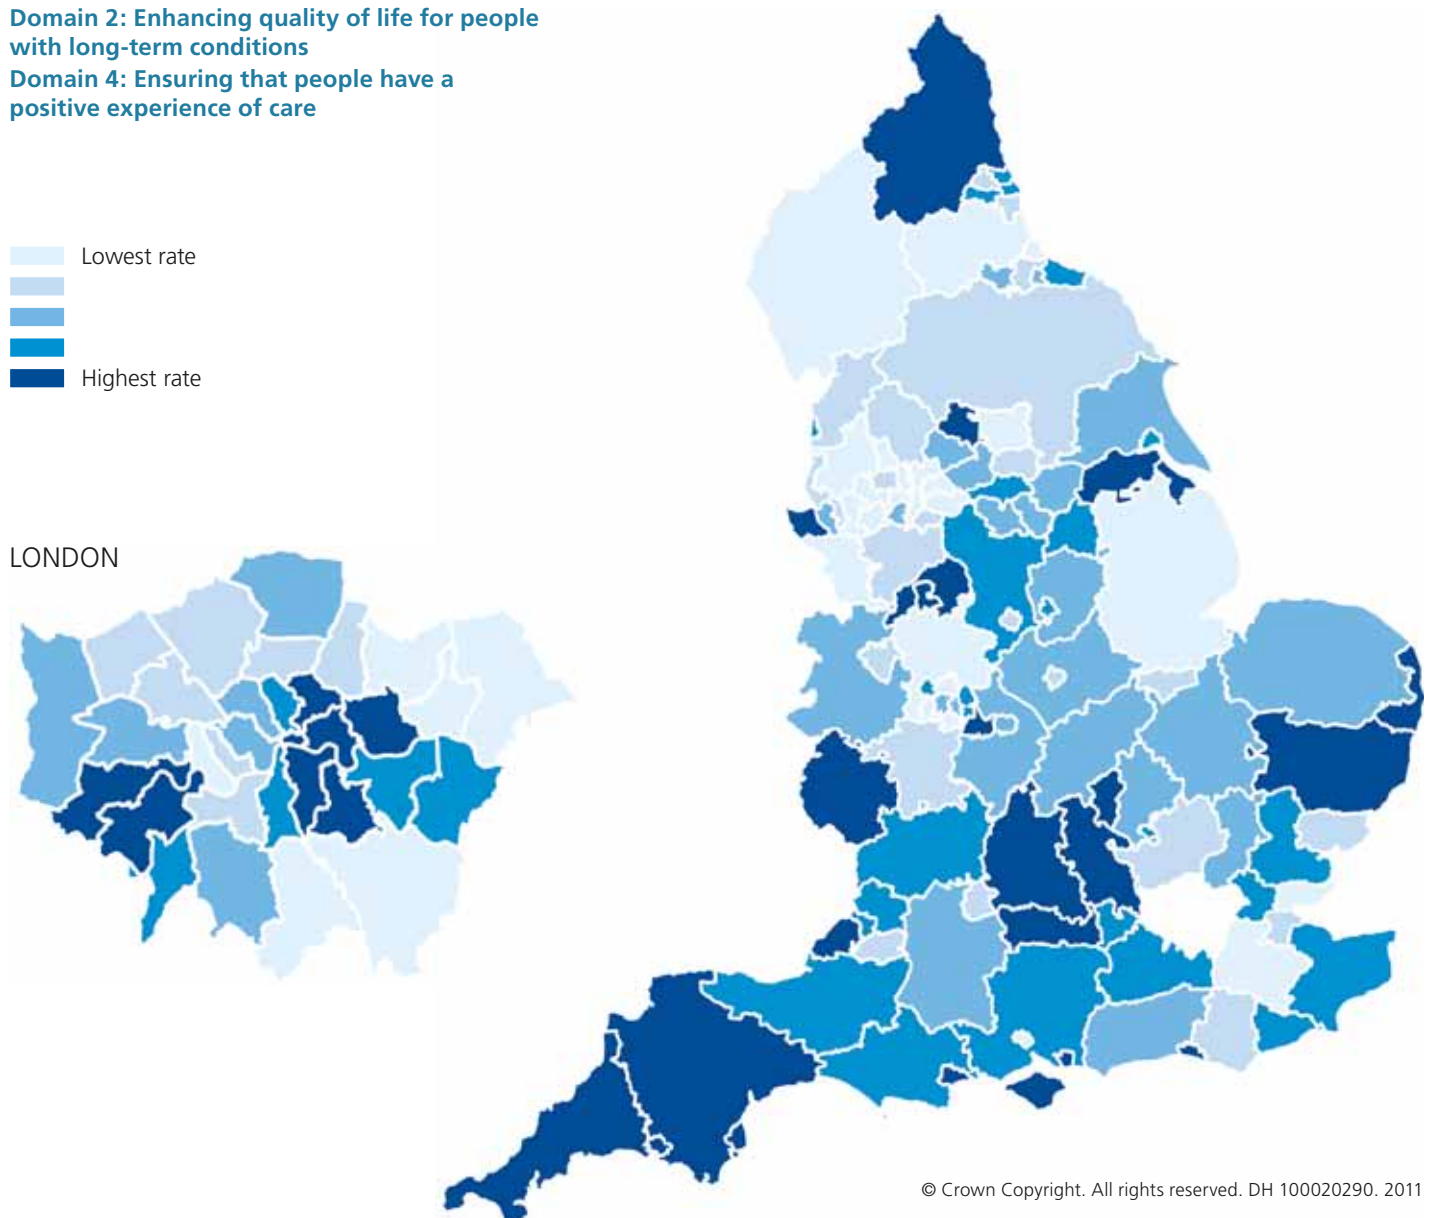 Domain 2: Enhancing quality of life for people
with long-term conditions
Domain 4: Ensuring that people have a
positive experience of care
Lowest rate
Highest rate
LONDON
© Crown Copyright. All rights reserved. DH 100020290. 2011